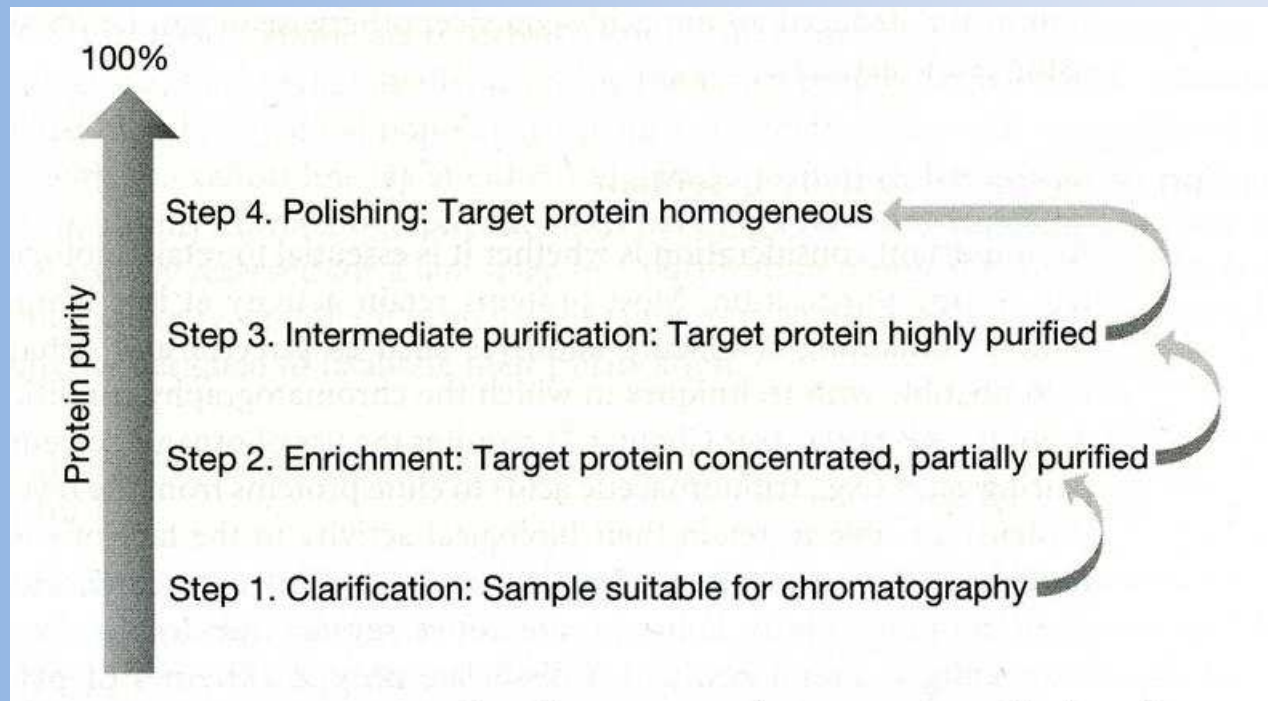 100%
Step 4. Polishing: Target protein homogeneous
Step 3. Intermediate purification: Target protein highly purified
Step 2. Enrichment: Target protein concentrated, partially purified
Step 1. Clarification: Sample suitable for chromatography
Protein purity